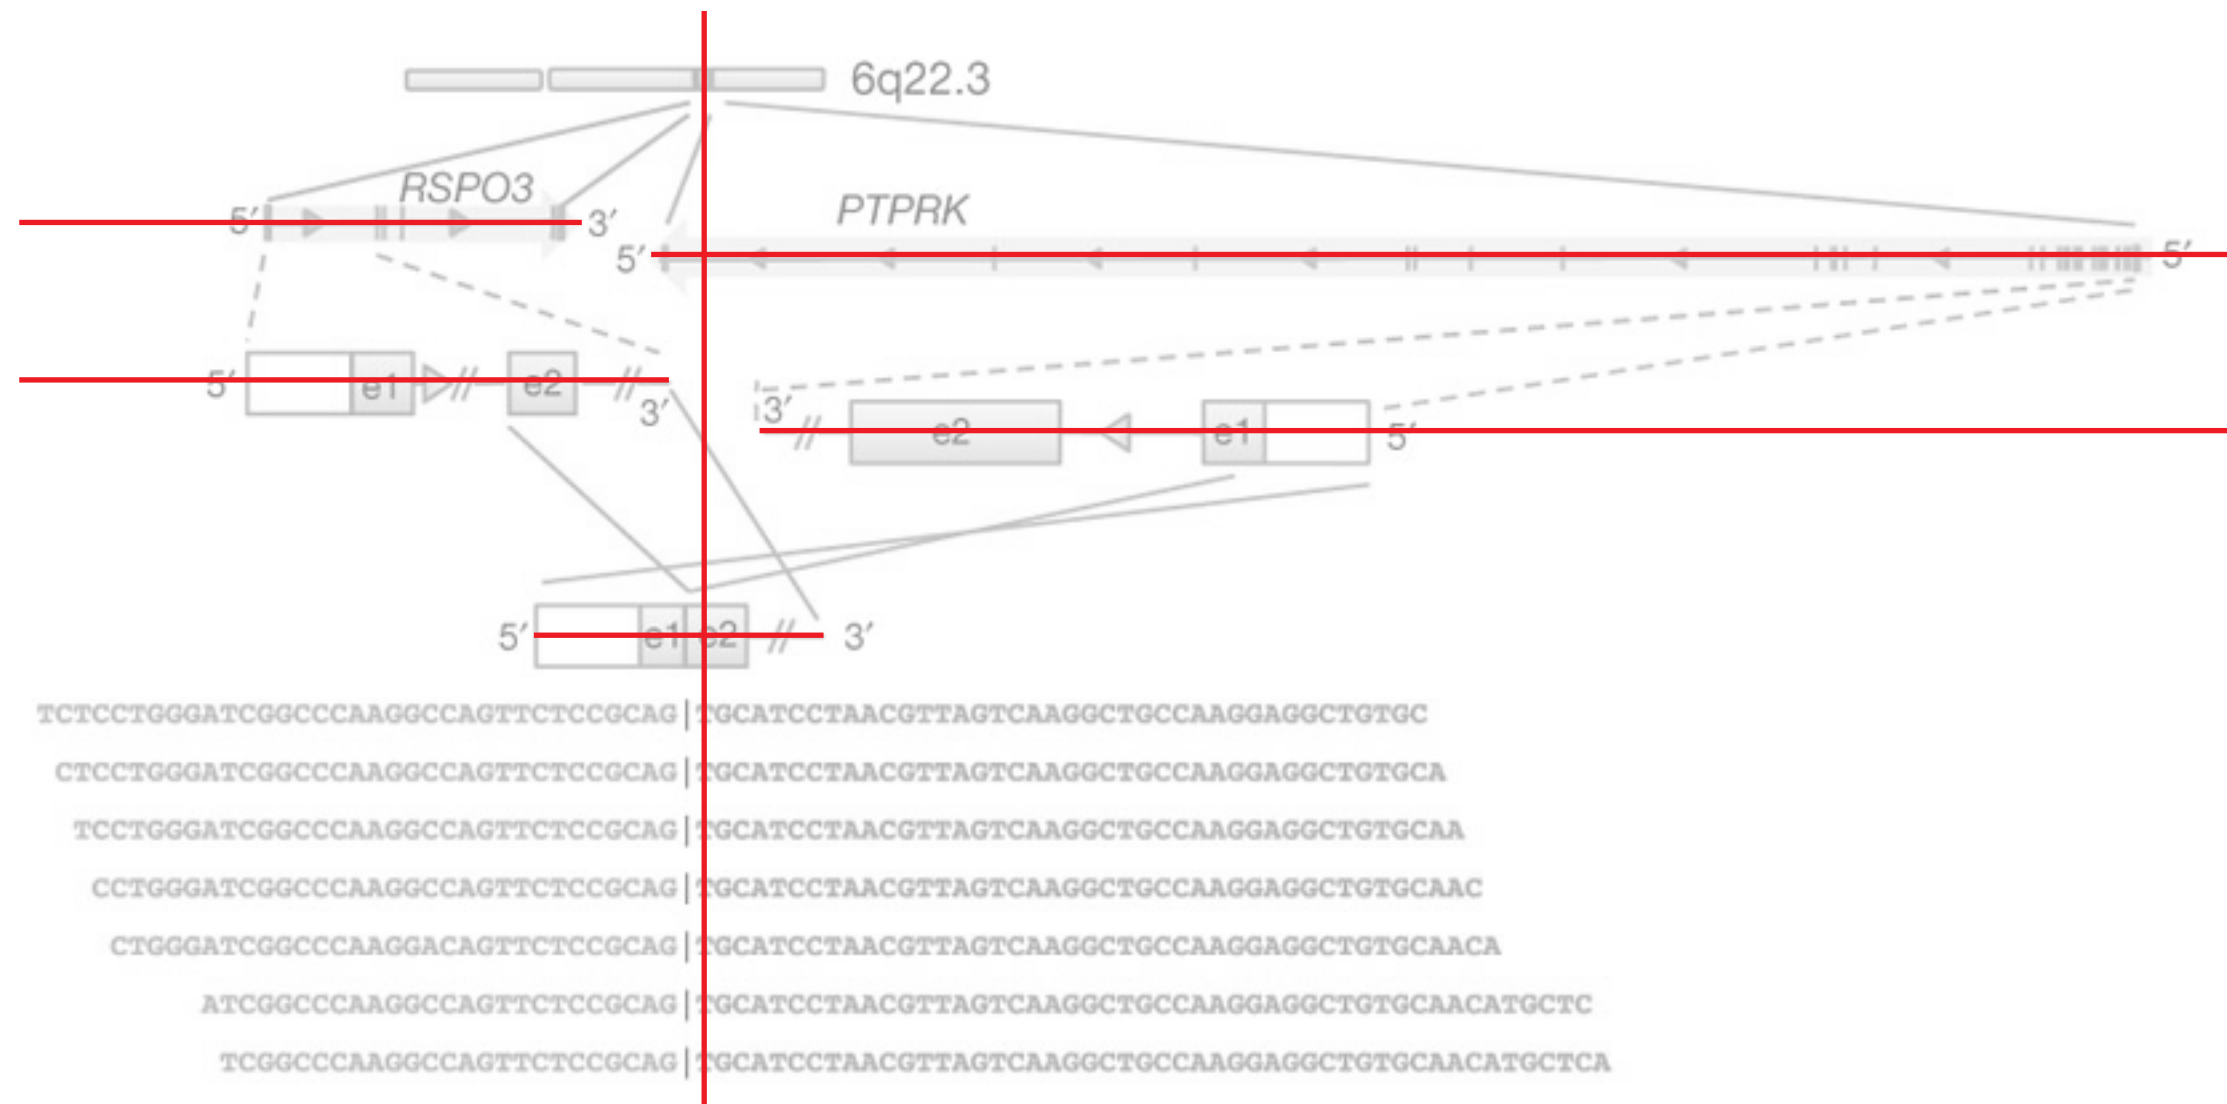 6q22.3
RSPO3
PTPRK
5′ 3′
5′ 5′
5′ e1 e2 3′
3′ e2 e1 5′
5′ e1 e2 3′
TCTCCTGGGATCGGCCCAAGGCCAGTTCTCCGCAG|TGCATCCTAACGTTAGTCAAGGCTGCCAAGGAGGCTGTGC
CTCCTGGGATCGGCCCAAGGCCAGTTCTCCGCAG|TGCATCCTAACGTTAGTCAAGGCTGCCAAGGAGGCTGTGCA
TCCTGGGATCGGCCCAAGGCCAGTTCTCCGCAG|TGCATCCTAACGTTAGTCAAGGCTGCCAAGGAGGCTGTGCAA
CCTGGGATCGGCCCAAGGCCAGTTCTCCGCAG|TGCATCCTAACGTTAGTCAAGGCTGCCAAGGAGGCTGTGCAAC
CTGGGATCGGCCCAAGGACAGTTCTCCGCAG|TGCATCCTAACGTTAGTCAAGGCTGCCAAGGAGGCTGTGCAACA
ATCGGCCCAAGGCCAGTTCTCCGCAG|TGCATCCTAACGTTAGTCAAGGCTGCCAAGGAGGCTGTGCAACATGCTC
TCGGCCCAAGGCCAGTTCTCCGCAG|TGCATCCTAACGTTAGTCAAGGCTGCCAAGGAGGCTGTGCAACATGCTCA